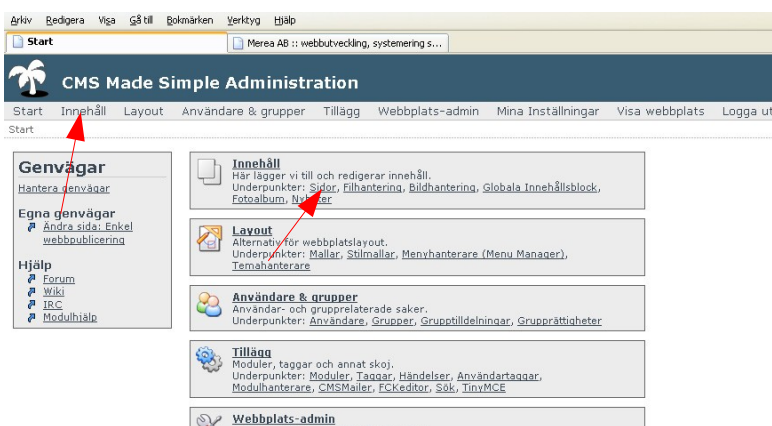 Arkiv Redigera Visa Gå till Bokmärken Verktyg Hjälp
Start Merea AB :: webbutveckling, systemering s...
CMS Made Simple Administration
Start Innehåll Layout Användare & grupper Tillägg Webbplats-admin Mina Inställningar Visa webbplats Logga ut
Start
Genvägar
Hantera genvägar
Egna genvägar
Ändra sida: Enkel
webbpublicering
Hjälp
Forum
Wiki
IRC
Modulhjälp
Innehåll
Här lägger vi till och redigerar innehåll.
Underpunkter: Sidor, Filhantering, Bildhantering, Globala Innehållsblock,
Fotoalbum, Nyheter
Layout
Alternativ för webbplatslayout.
Underpunkter: Mallar, Stilmallar, Menyhanterare (Menu Manager),
Temahanterare
Användare & grupper
Användar- och grupprelaterade saker.
Underpunkter: Användare, Grupper, Grupptilldelningar, Grupprättigheter
Tillägg
Moduler, taggar och annat skoj.
Underpunkter: Moduler, Taggar, Händelser, Användartaggar,
Modulhanterare, CMSMailer, FCKeditor, Sök, TinyMCE
Webbplats-admin